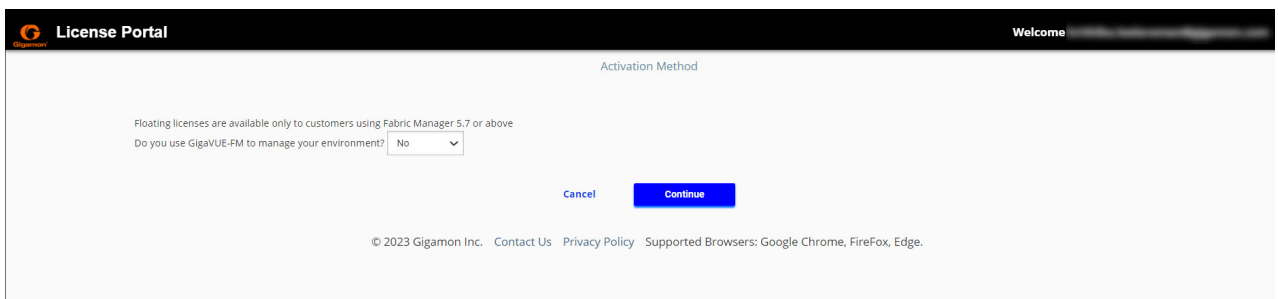 Gigamon License Portal Welcome
Activation Method
Floating licenses are available only to customers using Fabric Manager 5.7 or above
Do you use GigaVUE-FM to manage your environment? No
Cancel Continue
© 2023 Gigamon Inc. Contact Us Privacy Policy Supported Browsers: Google Chrome, FireFox, Edge.